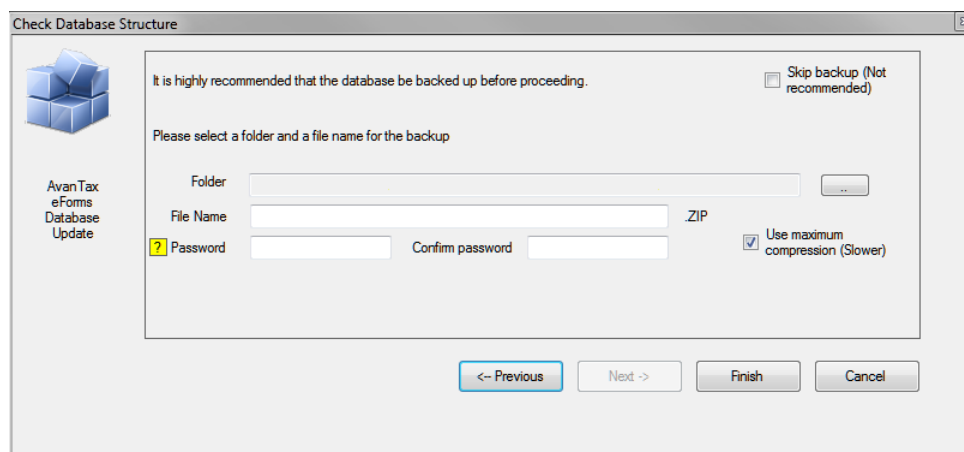 Check Database Structure
It is highly recommended that the database be backed up before proceeding.
Skip backup (Not
recommended)
Please select a folder and a file name for the backup
AvanTax
eForms
Database
Update
Folder
..
File Name
.ZIP
? Password
Confirm password
Use maximum
compression (Slower)
<-- Previous
Next ->
Finish
Cancel